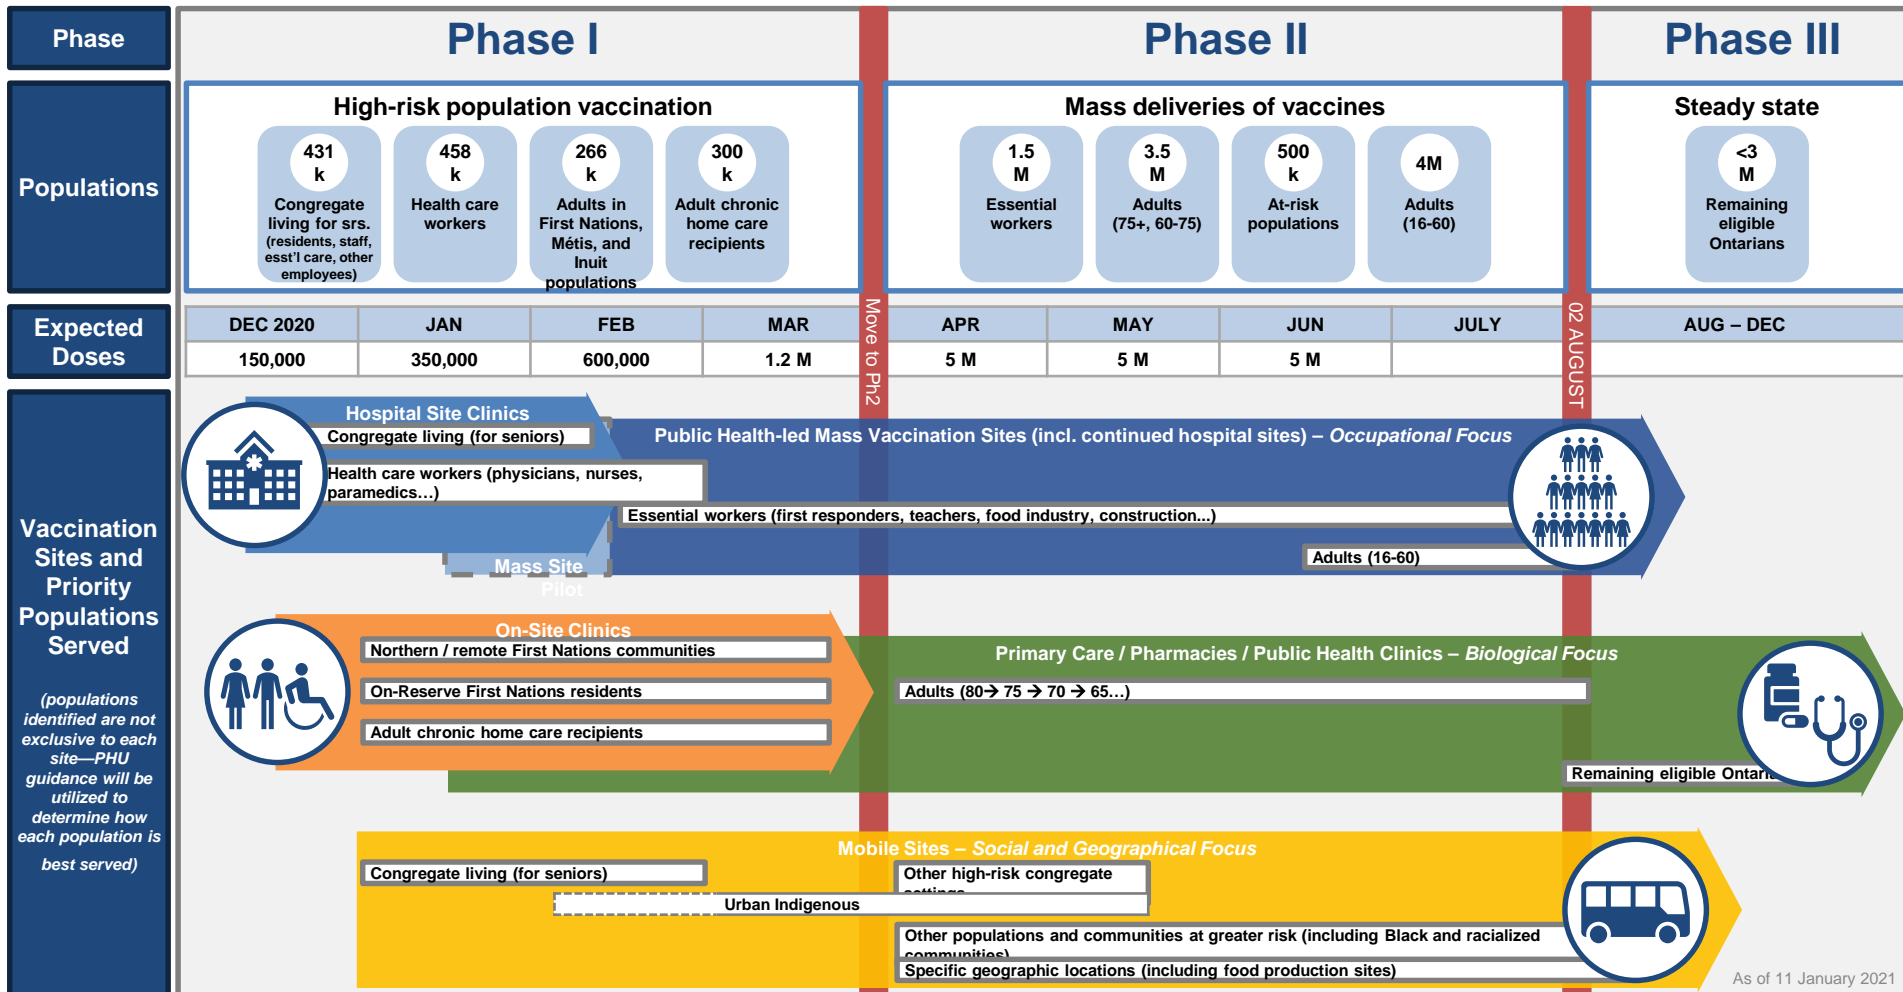 Phase
Phase I
Phase II
Phase III
Populations
High-risk population vaccination
431
k
Congregate
living for srs.
(residents, staff,
esst'l care, other
employees)
458
k
Health care
workers
266
k
Adults in
First Nations,
Métis, and
Inuit
populations
300
k
Adult chronic
home care
recipients
Mass deliveries of vaccines
1.5
M
Essential
workers
3.5
M
Adults
(75+, 60-75)
500
k
At-risk
populations
4M
Adults
(16-60)
Steady state
<3
M
Remaining
eligible
Ontarians
Expected
Doses
DEC 2020
JAN
FEB
MAR
APR
MAY
JUN
JULY
AUG – DEC
150,000
350,000
600,000
1.2 M
5 M
5 M
5 M
Move to Ph2
02 AUGUST
Vaccination
Sites and
Priority
Populations
Served
(populations
identified are not
exclusive to each
site—PHU
guidance will be
utilized to
determine how
each population is
best served)
Hospital Site Clinics
Congregate living (for seniors)
Health care workers (physicians, nurses,
paramedics…)
Mass Site
Pilot
Public Health-led Mass Vaccination Sites (incl. continued hospital sites) – Occupational Focus
Essential workers (first responders, teachers, food industry, construction...)
Adults (16-60)
On-Site Clinics
Northern / remote First Nations communities
On-Reserve First Nations residents
Adult chronic home care recipients
Primary Care / Pharmacies / Public Health Clinics – Biological Focus
Adults (80→ 75 → 70 → 65…)
Remaining eligible
Mobile Sites – Social and Geographical Focus
Congregate living (for seniors)
Other high-risk congregate
settings
Urban Indigenous
Other populations and communities at greater risk (including Black and racialized
communities)
Specific geographic locations (including food production sites)
As of 11 January 2021